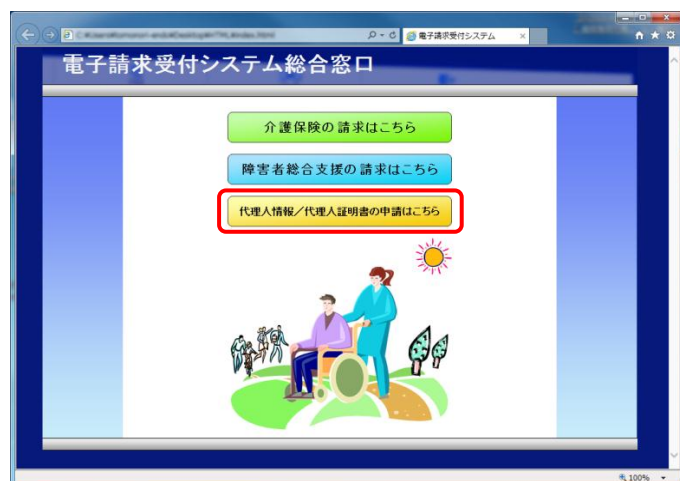 電子請求受付システム
電子請求受付システム総合窓口
介護保険の請求はこちら
障害者総合支援の請求はこちら
代理人情報／代理人証明書の申請はこちら
100%